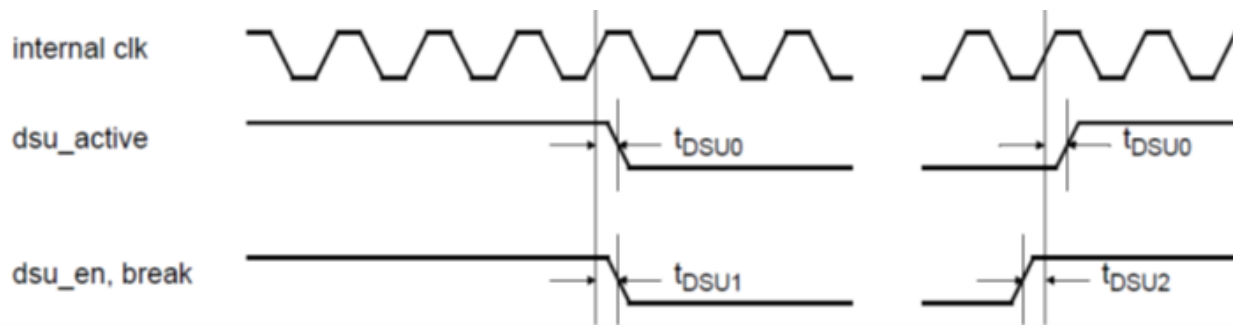 internal clk
dsu_active tDSU0 tDSU0
dsu_en, break tDSU1 tDSU2